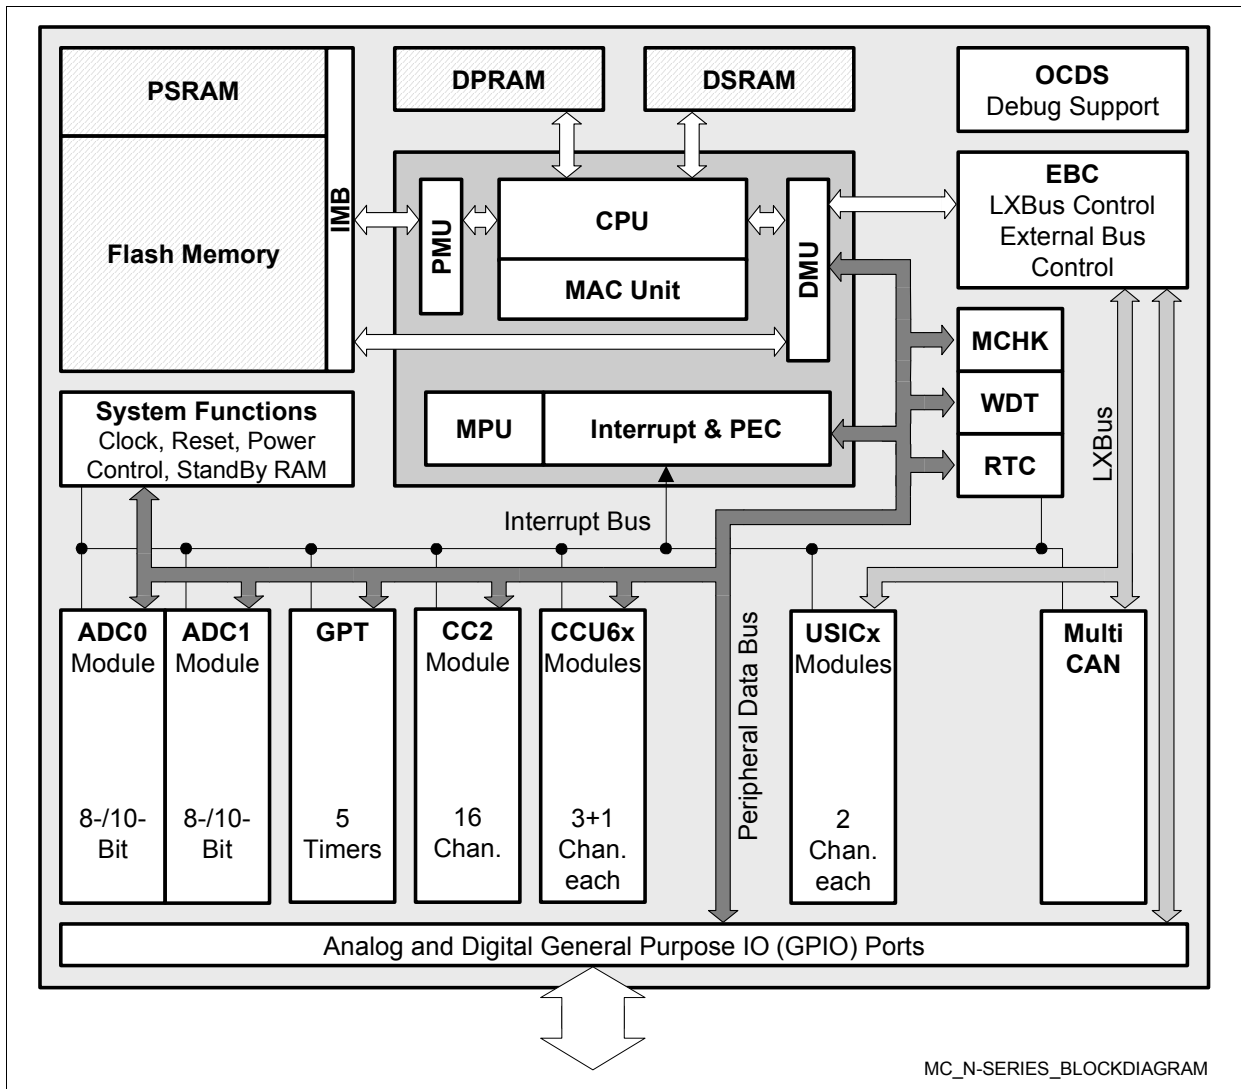 PSRAM
Flash Memory
IMB
DPRAM
DSRAM
OCDS
Debug Support
PMU
CPU
MAC Unit
DMU
EBC
LXBus Control
External Bus
Control
MPU
Interrupt & PEC
MCHK
WDT
RTC
LXBus
System Functions
Clock, Reset, Power
Control, StandBy RAM
Interrupt Bus
Peripheral Data Bus
ADC0
Module
8-/10-
Bit
ADC1
Module
8-/10-
Bit
GPT
5
Timers
CC2
Module
16
Chan.
CCU6x
Modules
3+1
Chan.
each
USICx
Modules
2
Chan.
each
Multi
CAN
Analog and Digital General Purpose IO (GPIO) Ports
MC_N-SERIES_BLOCKDIAGRAM